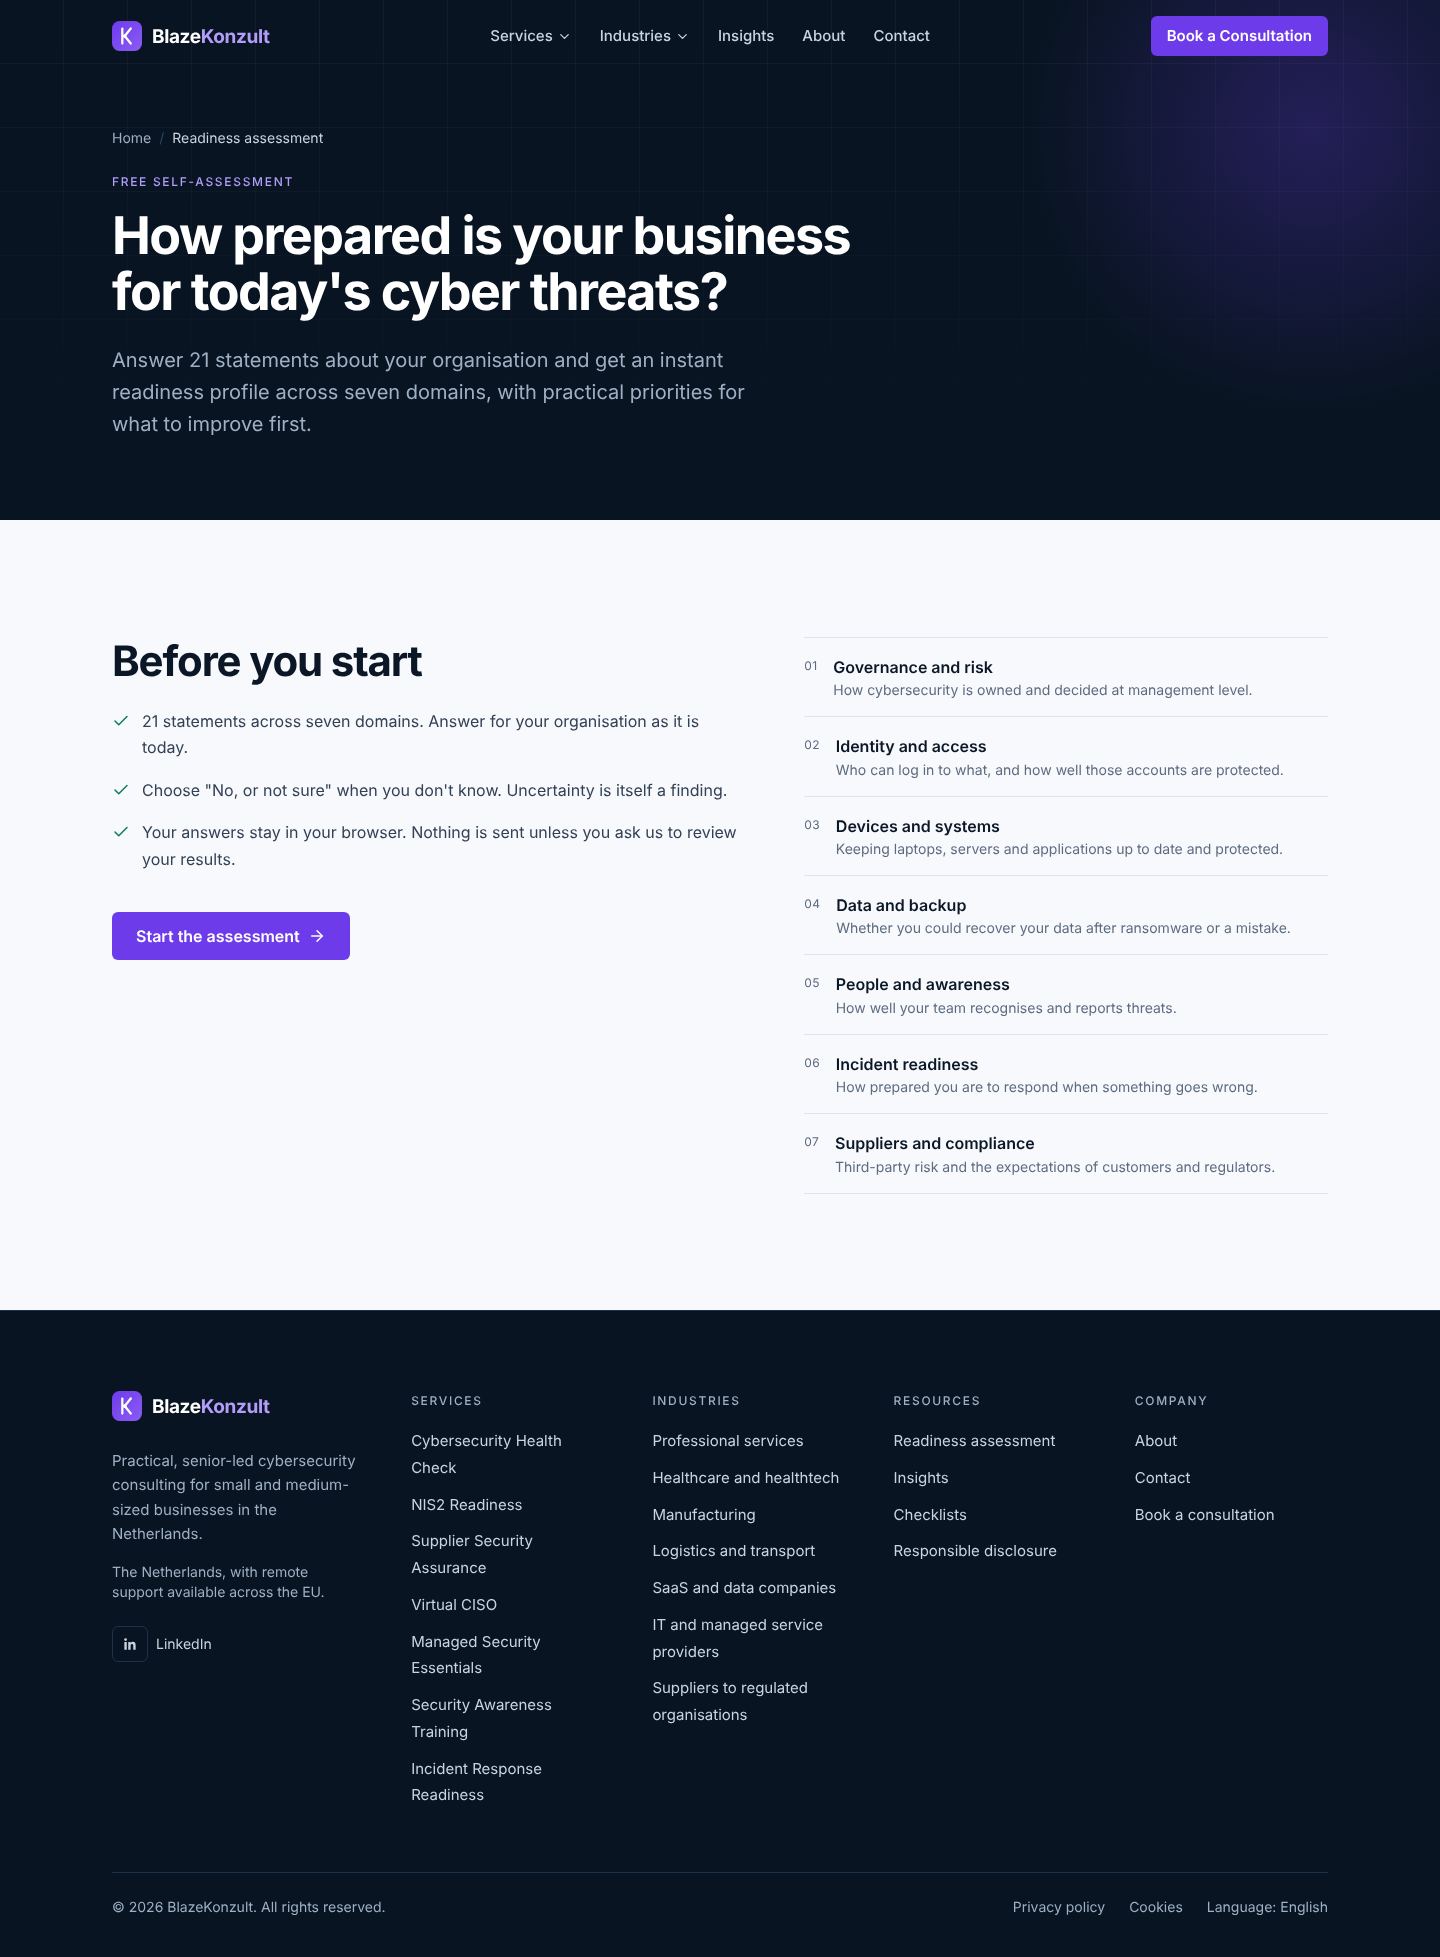 BlazeKonzult
Services
Industries
Insights
About
Contact
Book a Consultation
Home / Readiness assessment
FREE SELF-ASSESSMENT
How prepared is your business
for today's cyber threats?
Answer 21 statements about your organisation and get an instant
readiness profile across seven domains, with practical priorities for
what to improve first.
Before you start
21 statements across seven domains. Answer for your organisation as it is
today.
Choose "No, or not sure" when you don't know. Uncertainty is itself a finding.
Your answers stay in your browser. Nothing is sent unless you ask us to review
your results.
Start the assessment
01 Governance and risk
How cybersecurity is owned and decided at management level.
02 Identity and access
Who can log in to what, and how well those accounts are protected.
03 Devices and systems
Keeping laptops, servers and applications up to date and protected.
04 Data and backup
Whether you could recover your data after ransomware or a mistake.
05 People and awareness
How well your team recognises and reports threats.
06 Incident readiness
How prepared you are to respond when something goes wrong.
07 Suppliers and compliance
Third-party risk and the expectations of customers and regulators.
BlazeKonzult
Practical, senior-led cybersecurity
consulting for small and medium-
sized businesses in the
Netherlands.
The Netherlands, with remote
support available across the EU.
in LinkedIn
SERVICES
Cybersecurity Health
Check
NIS2 Readiness
Supplier Security
Assurance
Virtual CISO
Managed Security
Essentials
Security Awareness
Training
Incident Response
Readiness
INDUSTRIES
Professional services
Healthcare and healthtech
Manufacturing
Logistics and transport
SaaS and data companies
IT and managed service
providers
Suppliers to regulated
organisations
RESOURCES
Readiness assessment
Insights
Checklists
Responsible disclosure
COMPANY
About
Contact
Book a consultation
© 2026 BlazeKonzult. All rights reserved.
Privacy policy
Cookies
Language: English